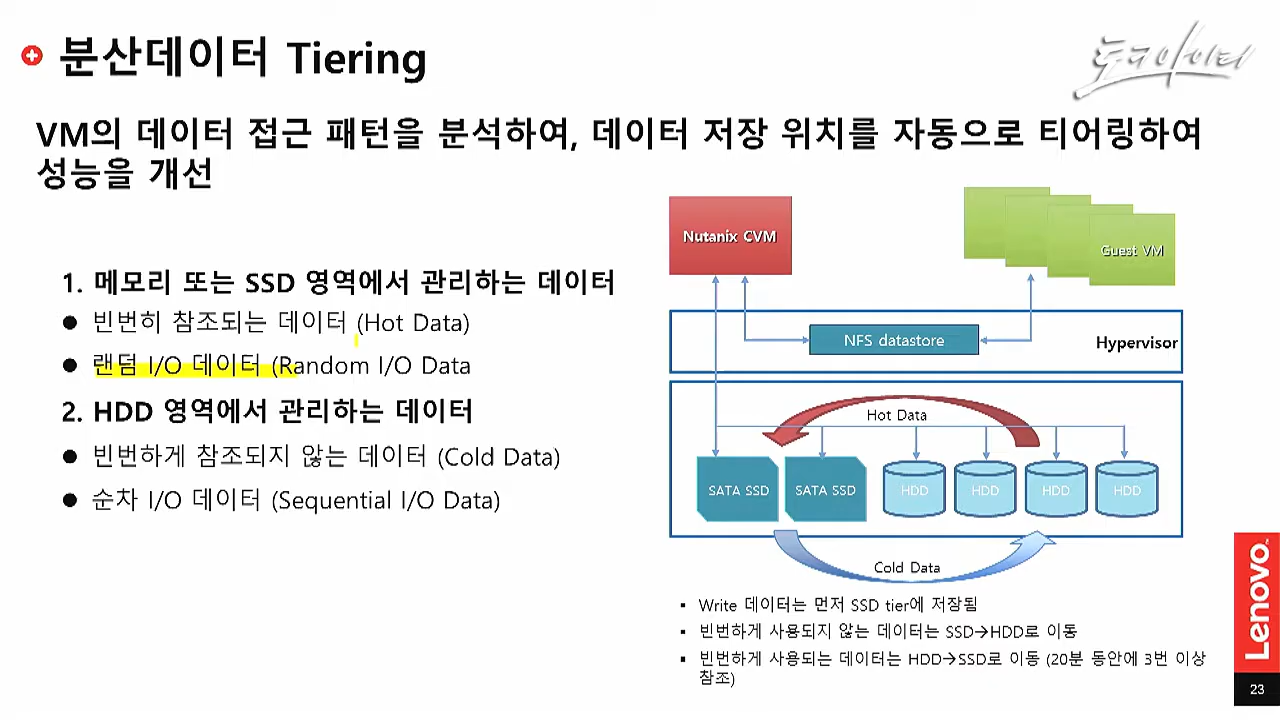 분산데이터 Tiering
토크아이티
VM의 데이터 접근 패턴을 분석하여, 데이터 저장 위치를 자동으로 티어링하여
성능을 개선
1. 메모리 또는 SSD 영역에서 관리하는 데이터
● 빈번히 참조되는 데이터 (Hot Data)
● 랜덤 I/O 데이터 (Random I/O Data
2. HDD 영역에서 관리하는 데이터
● 빈번하게 참조되지 않는 데이터 (Cold Data)
● 순차 I/O 데이터 (Sequential I/O Data)
Nutanix CVM
Guest VM
NFS datastore
Hypervisor
Hot Data
SATA SSD
SATA SSD
HDD
HDD
HDD
HDD
Cold Data
▪ Write 데이터는 먼저 SSD tier에 저장됨
▪ 빈번하게 사용되지 않는 데이터는 SSD→HDD로 이동
▪ 빈번하게 사용되는 데이터는 HDD→SSD로 이동 (20분 동안에 3번 이상
참조)
Lenovo
23